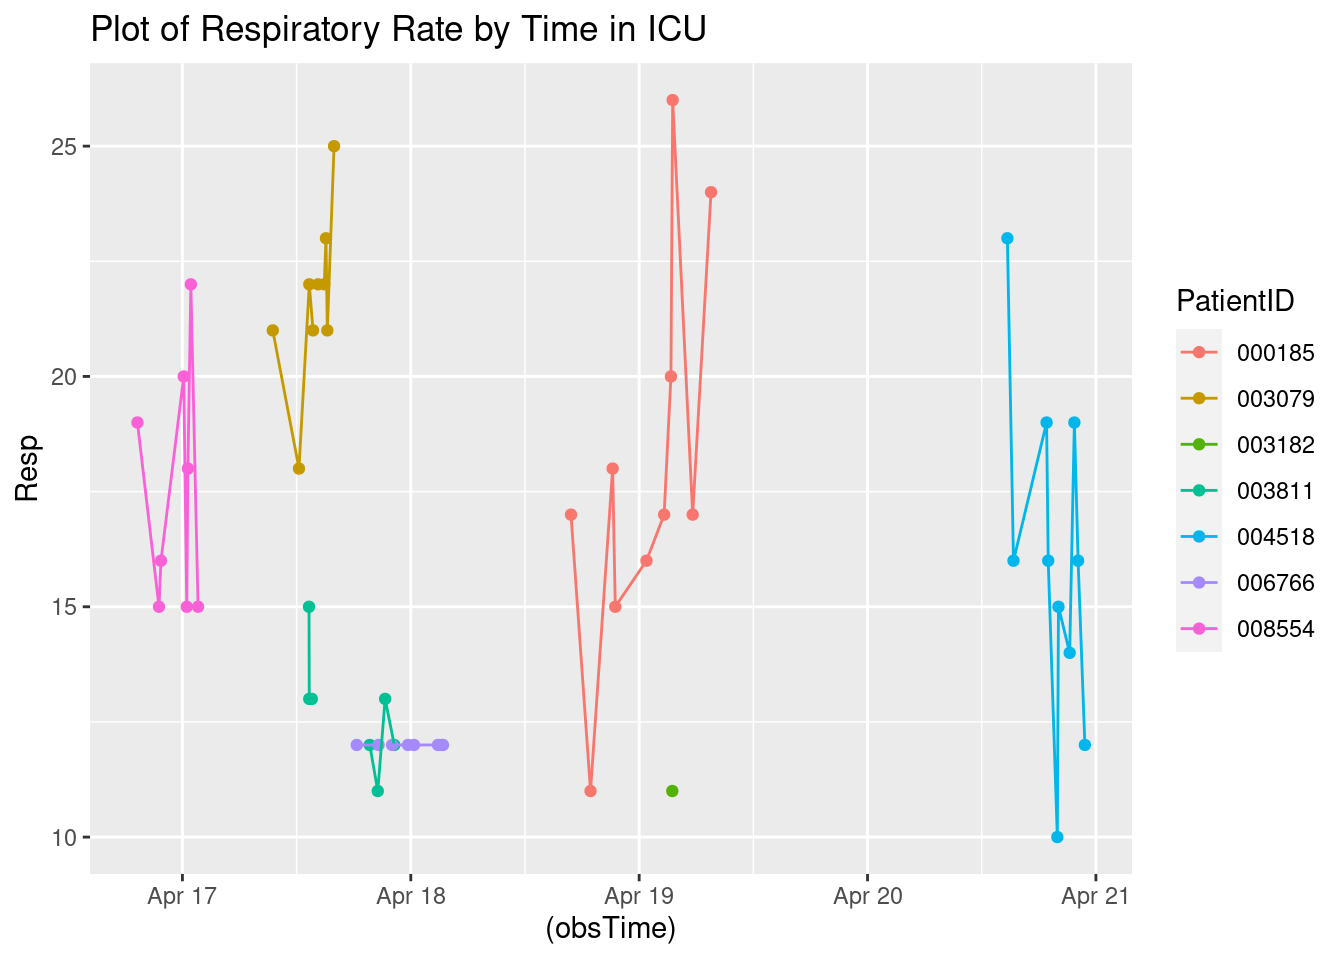 Plot of Respiratory Rate by Time in ICU
25
20
15
10
Resp
Apr 17 Apr 18 Apr 19 Apr 20 Apr 21
(obsTime)
PatientID
000185
003079
003182
003811
004518
006766
008554